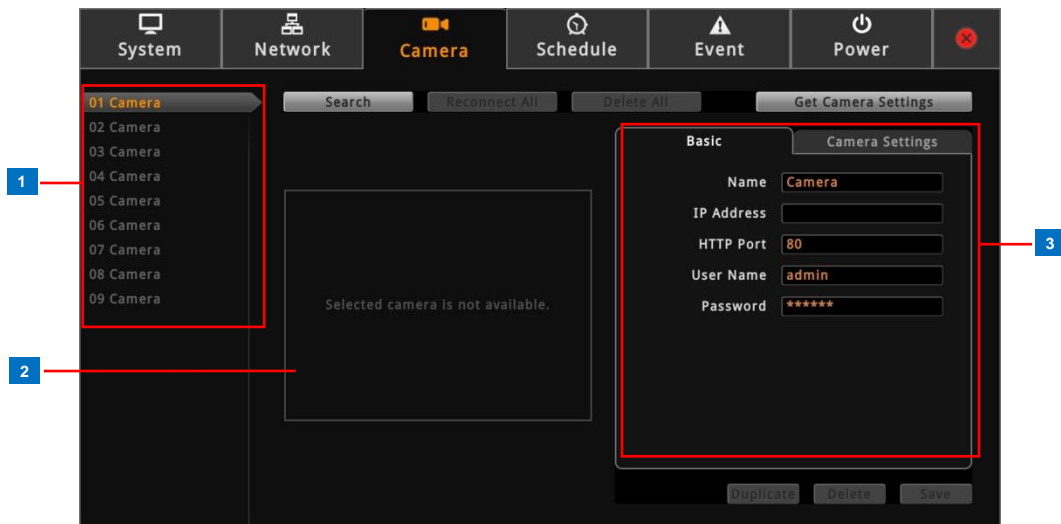 System Network Camera Schedule Event Power
01 Camera Search Reconnect All Delete All Get Camera Settings
02 Camera
03 Camera
04 Camera
05 Camera
06 Camera
07 Camera
08 Camera
09 Camera
1
Selected camera is not available.
2
Basic Camera Settings
Name Camera
IP Address
HTTP Port 80
User Name admin
Password ******
3
Duplicate Delete Save